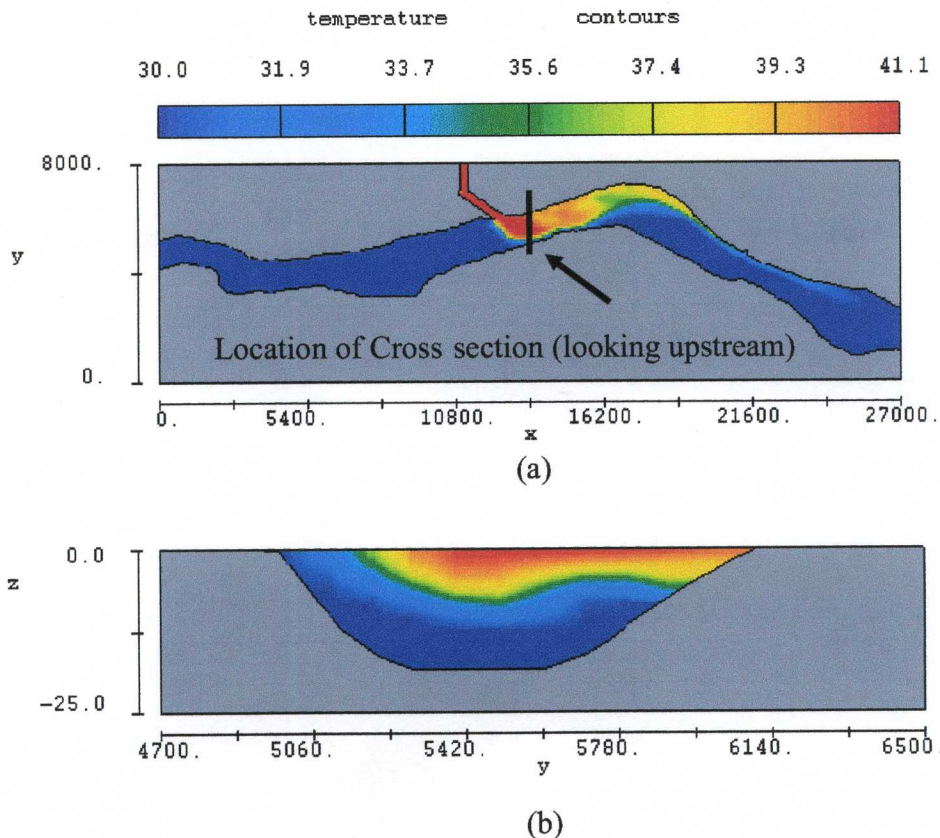 temperature contours
30.0 31.9 33.7 35.6 37.4 39.3 41.1
8000.
y
Location of Cross section (looking upstream)
0.
0. 5400. 10800. 16200. 21600. 27000.
x
(a)
0.0
z
-25.0
4700. 5060. 5420. 5780. 6140. 6500.
y
(b)